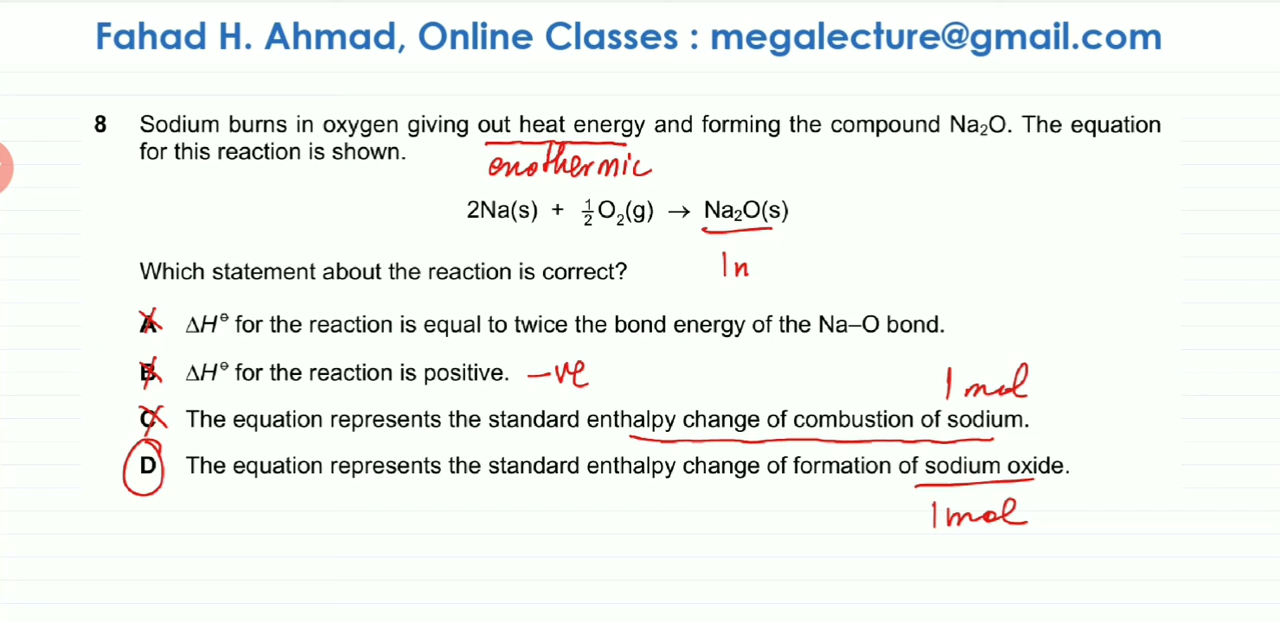 Fahad H. Ahmad, Online Classes : megalecture@gmail.com
8 Sodium burns in oxygen giving out heat energy and forming the compound Na₂O. The equation
for this reaction is shown.
enothermic
2Na(s) + ½O₂(g) → Na₂O(s)
1n
Which statement about the reaction is correct?
A ΔH⦵ for the reaction is equal to twice the bond energy of the Na–O bond.
B ΔH⦵ for the reaction is positive. -ve
1 mol
C The equation represents the standard enthalpy change of combustion of sodium.
D The equation represents the standard enthalpy change of formation of sodium oxide.
1 mol